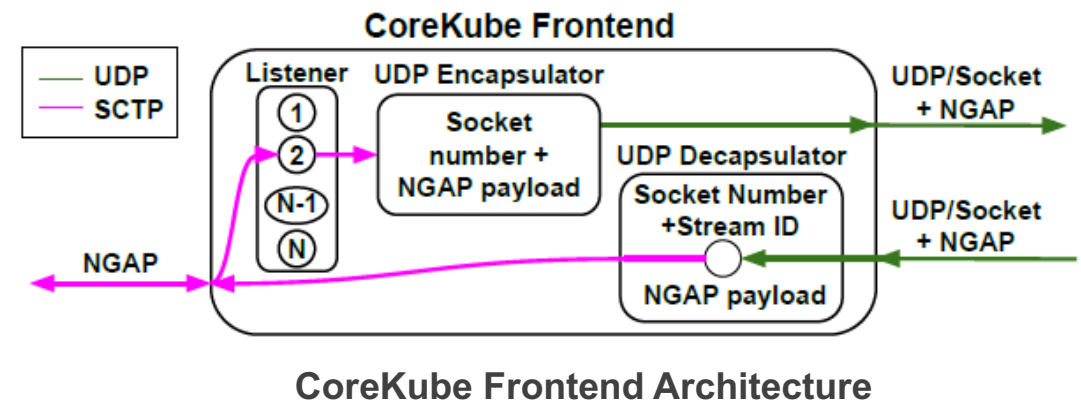 CoreKube Frontend
UDP
SCTP
Listener
1
2
N-1
N
UDP Encapsulator
Socket
number +
NGAP payload
UDP/Socket
+ NGAP
UDP Decapsulator
Socket Number
+Stream ID
NGAP payload
UDP/Socket
+ NGAP
NGAP
CoreKube Frontend Architecture